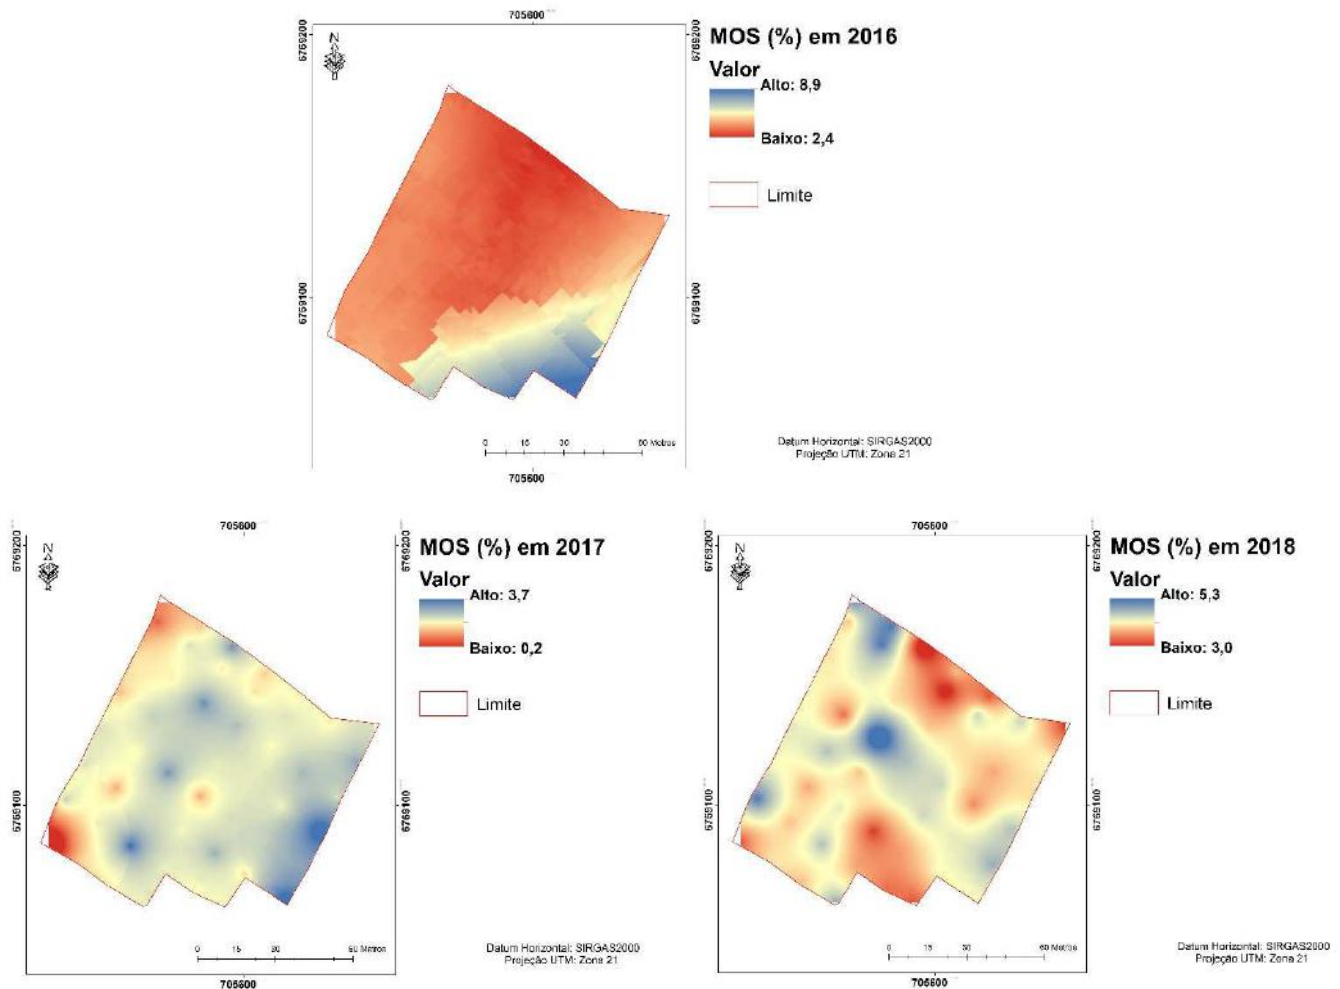 705600
MOS (%) em 2016
Valor
Alto: 8,9
Baixo: 2,4
Limite
N
6769200
6769200
6769100
6769100
0 15 30 60 Metros
Datum Horizontal: SIRGAS2000
Projeção UTM: Zona 21
705600
705600
MOS (%) em 2017
Valor
Alto: 3,7
Baixo: 0,2
Limite
N
6769200
6769200
6769100
6769100
0 15 30 60 Metros
Datum Horizontal: SIRGAS2000
Projeção UTM: Zona 21
705600
705600
MOS (%) em 2018
Valor
Alto: 5,3
Baixo: 3,0
Limite
N
6769200
6769200
6769100
6769100
0 15 30 60 Metros
Datum Horizontal: SIRGAS2000
Projeção UTM: Zona 21
705600